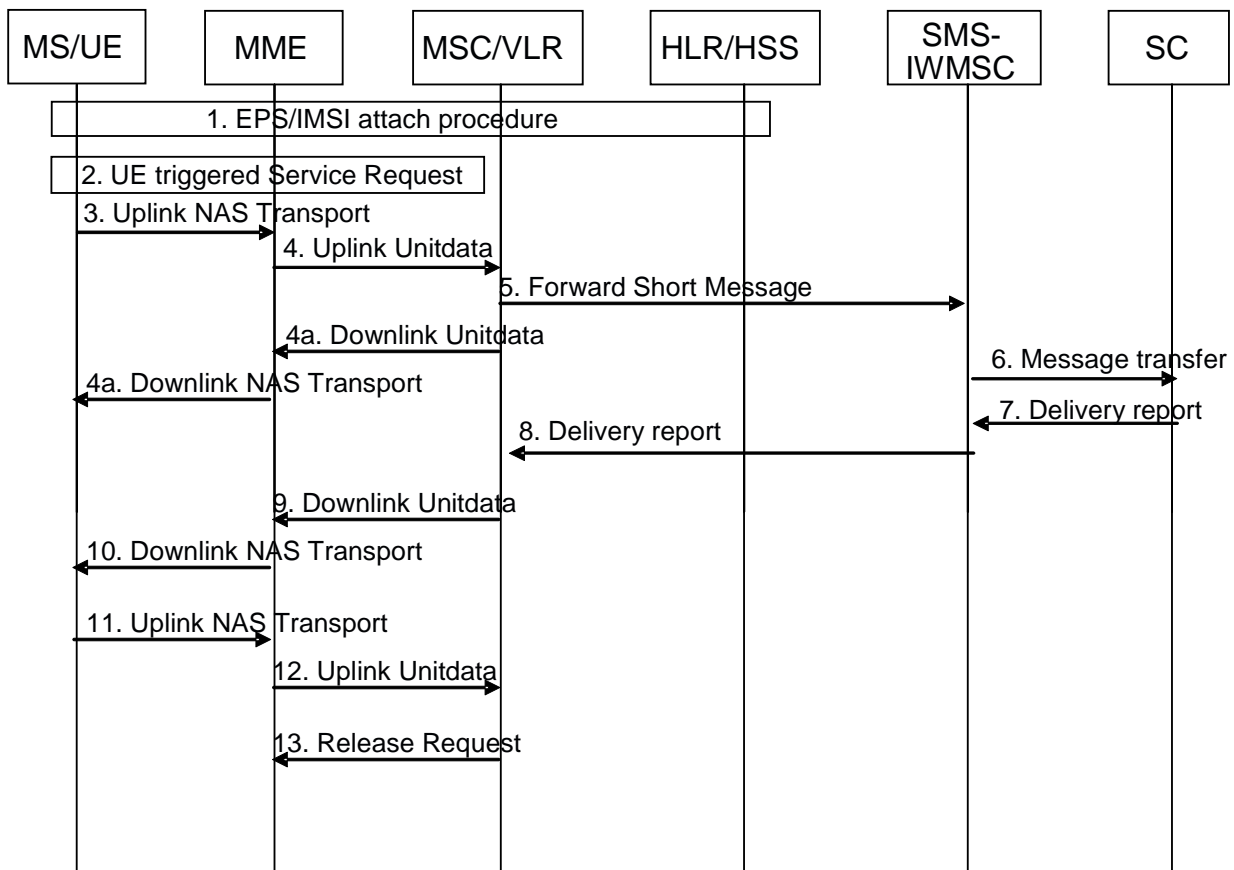 MS/UE
MME
MSC/VLR
HLR/HSS
SMS-
IWMSC
SC
1. EPS/IMSI attach procedure
2. UE triggered Service Request
3. Uplink NAS Transport
4. Uplink Unitdata
5. Forward Short Message
4a. Downlink Unitdata
6. Message transfer
4a. Downlink NAS Transport
7. Delivery report
8. Delivery report
9. Downlink Unitdata
10. Downlink NAS Transport
11. Uplink NAS Transport
12. Uplink Unitdata
13. Release Request